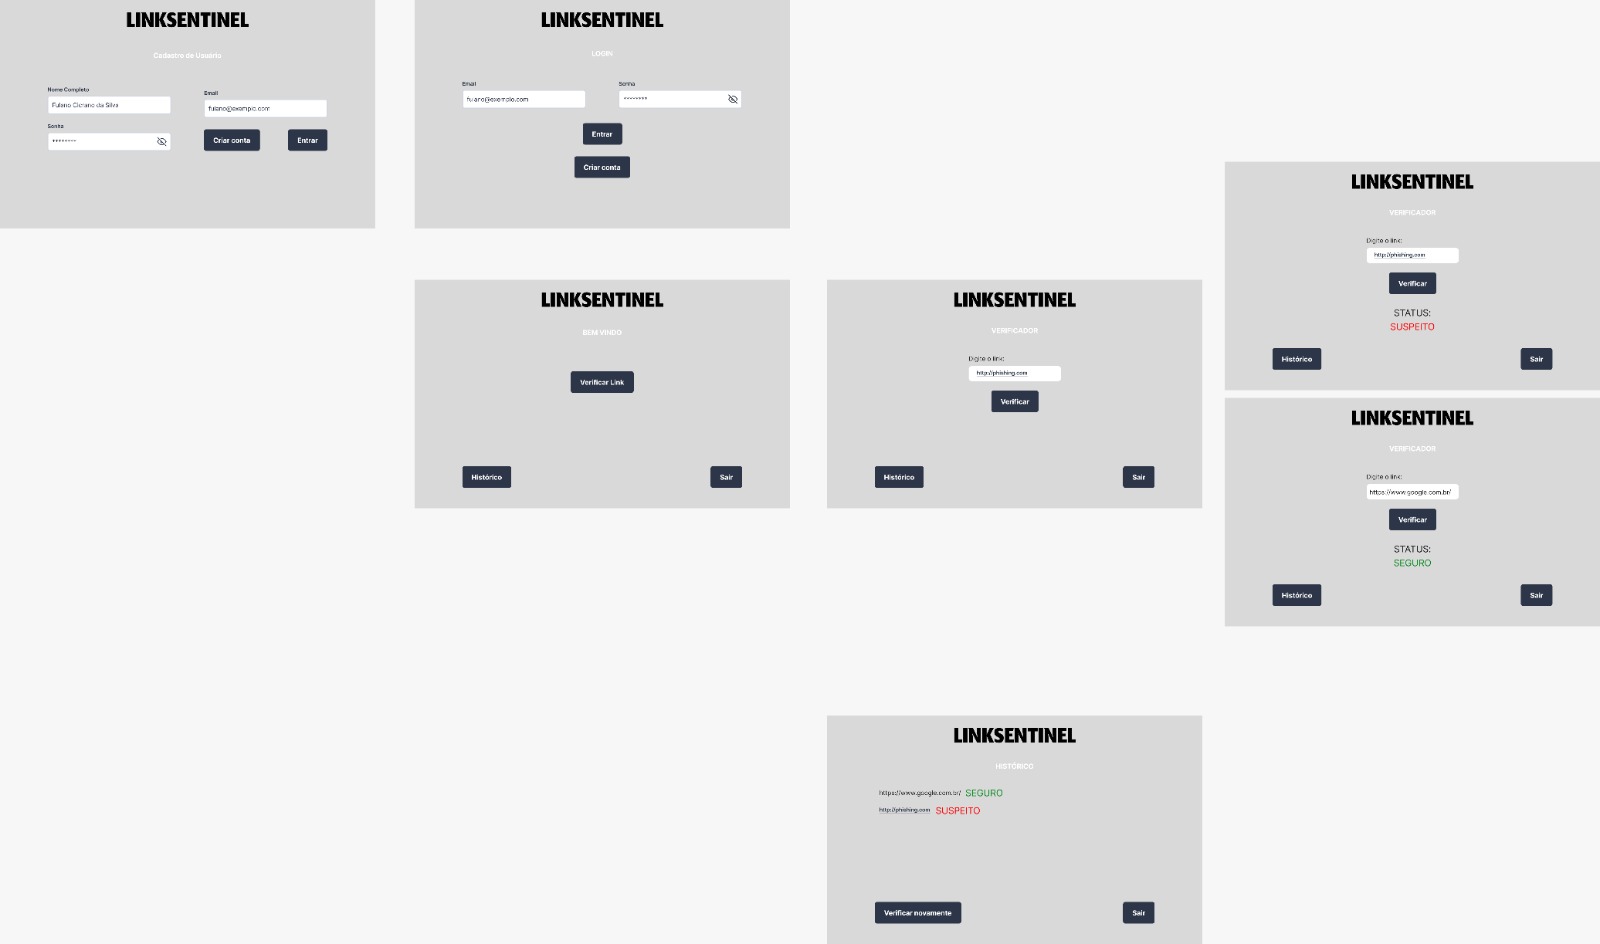 LINKSENTINEL
Cadastro de Usuário
Nome Completo
Fulano Ciclano da Silva
Email
fulano@exemplo.com
Senha
********
Criar conta
Entrar
LINKSENTINEL
LOGIN
Email
fulano@exemplo.com
Senha
********
Entrar
Criar conta
LINKSENTINEL
BEM VINDO
Verificar Link
Histórico
Sair
LINKSENTINEL
VERIFICADOR
Digite o link:
http://phishing.com
Verificar
Histórico
Sair
LINKSENTINEL
VERIFICADOR
Digite o link:
http://phishing.com
Verificar
STATUS:
SUSPEITO
Histórico
Sair
LINKSENTINEL
VERIFICADOR
Digite o link:
https://www.google.com.br/
Verificar
STATUS:
SEGURO
Histórico
Sair
LINKSENTINEL
HISTÓRICO
https://www.google.com.br/ SEGURO
http://phishing.com SUSPEITO
Verificar novamente
Sair